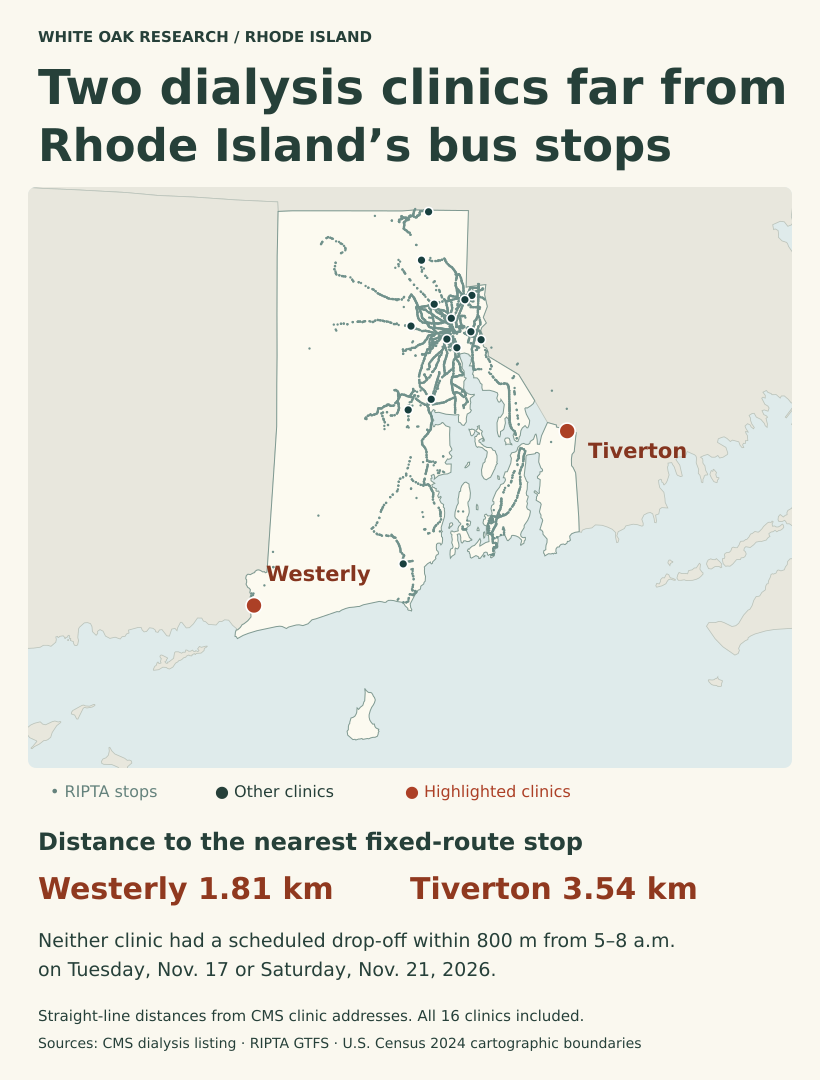 WHITE OAK RESEARCH / RHODE ISLAND
Two dialysis clinics far from
Rhode Island’s bus stops
Tiverton
Westerly
• RIPTA stops
Other clinics
Highlighted clinics
Distance to the nearest fixed-route stop
Westerly 1.81 km
Tiverton 3.54 km
Neither clinic had a scheduled drop-off within 800 m from 5–8 a.m.
on Tuesday, Nov. 17 or Saturday, Nov. 21, 2026.
Straight-line distances from CMS clinic addresses. All 16 clinics included.
Sources: CMS dialysis listing · RIPTA GTFS · U.S. Census 2024 cartographic boundaries